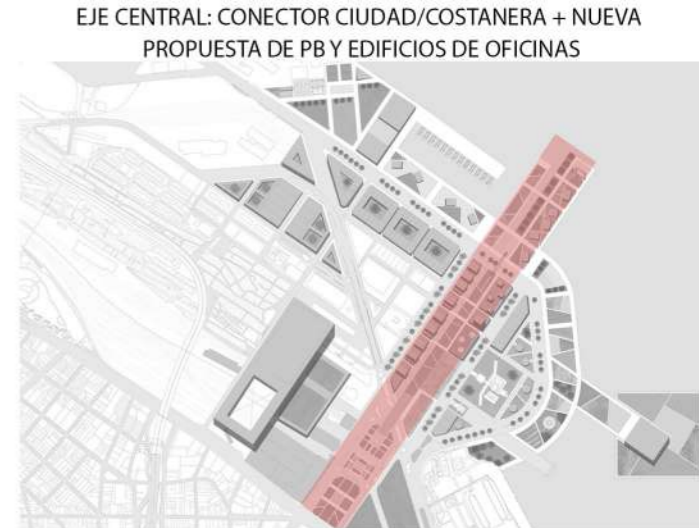 EJE CENTRAL: CONECTOR CIUDAD/COSTANERA + NUEVA
PROPUESTA DE PB Y EDIFICIOS DE OFICINAS